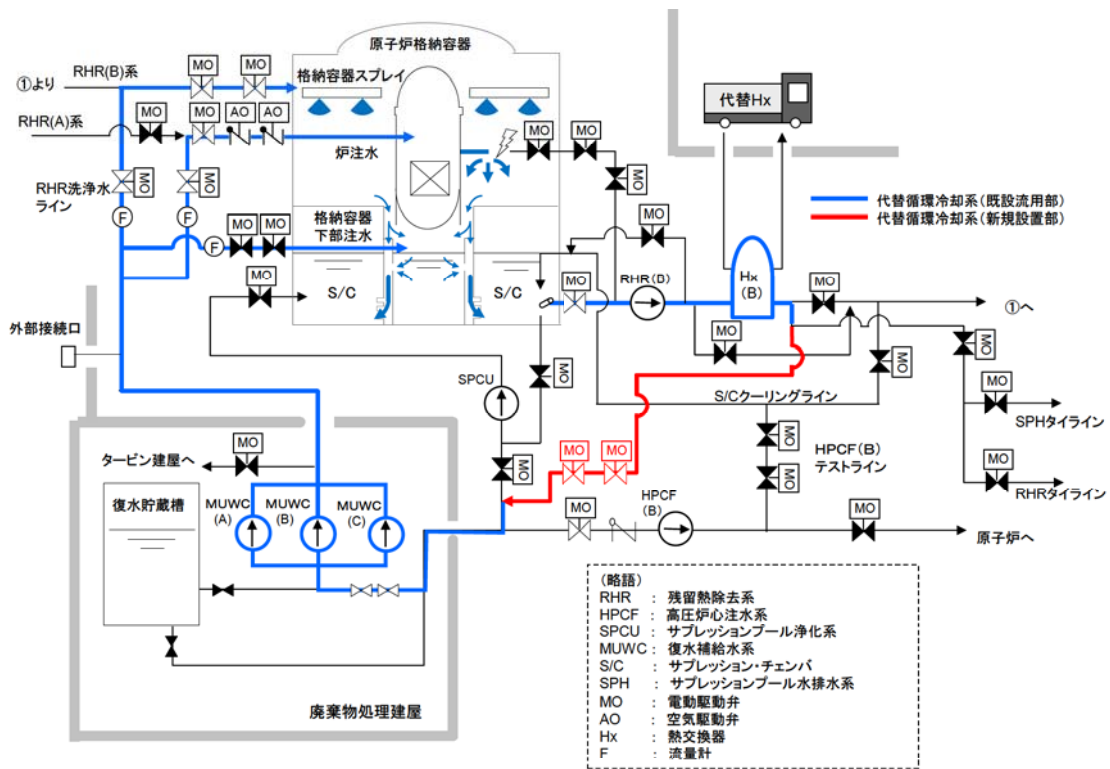 原子炉格納容器
MO
MO
RHR(B)系
①より
格納容器スプレイ
代替Hx
RHR(A)系
MO
MO
AO
AO
MO
MO
炉注水
MO
MO
RHR洗浄水
ライン
代替循環冷却系(既設流用部)
代替循環冷却系(新規設置部)
F
F
格納容器
下部注水
MO
MO
F
MO
Hx
(B)
MO
S/C
S/C
MO
RHR(B)
MO
①へ
外部接続口
MO
MO
MO
MO
SPCU
S/Cクーリングライン
MO
SPHタイライン
MO
HPCF(B)
テストライン
MO
MO
MO
MO
MO
RHRタイライン
タービン建屋へ
MO
復水貯蔵槽
MUWC
(A)
MUWC
(B)
MUWC
(C)
MO
HPCF
(B)
MO
原子炉へ
廃棄物処理建屋
(略語)
RHR : 残留熱除去系
HPCF : 高圧炉心注水系
SPCU : サプレッションプール浄化系
MUWC : 復水補給水系
S/C : サプレッション・チェンバ
SPH : サプレッションプール水排水系
MO : 電動駆動弁
AO : 空気駆動弁
Hx : 熱交換器
F : 流量計